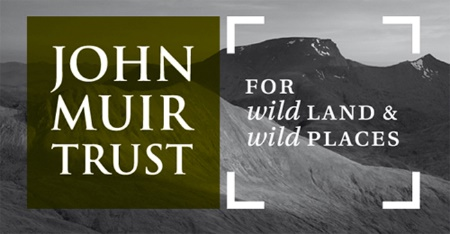 JOHN
MUIR
TRUST
FOR
wild LAND &
wild PLACES